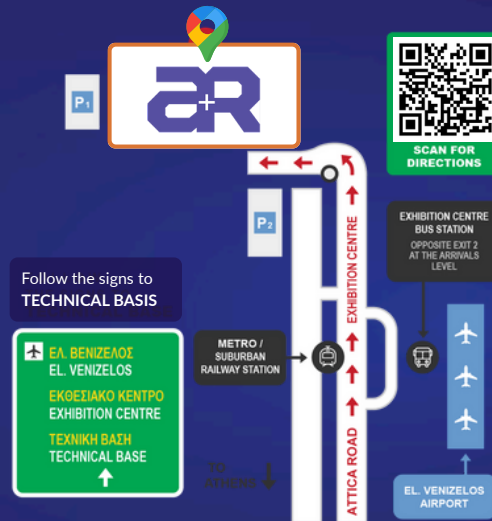 P1
a+R
SCAN FOR
DIRECTIONS
P2
EXHIBITION CENTRE
BUS STATION
OPPOSITE EXIT 2
AT THE ARRIVALS
LEVEL
Follow the signs to
TECHNICAL BASIS
ΕΛ. ΒΕΝΙΖΕΛΟΣ
EL. VENIZELOS
ΕΚΘΕΣΙΑΚΟ ΚΕΝΤΡΟ
EXHIBITION CENTRE
ΤΕΧΝΙΚΗ ΒΑΣΗ
TECHNICAL BASE
METRO /
SUBURBAN
RAILWAY STATION
EXHIBITION CENTRE
ATTICA ROAD
TO
ATHENS
EL. VENIZELOS
AIRPORT